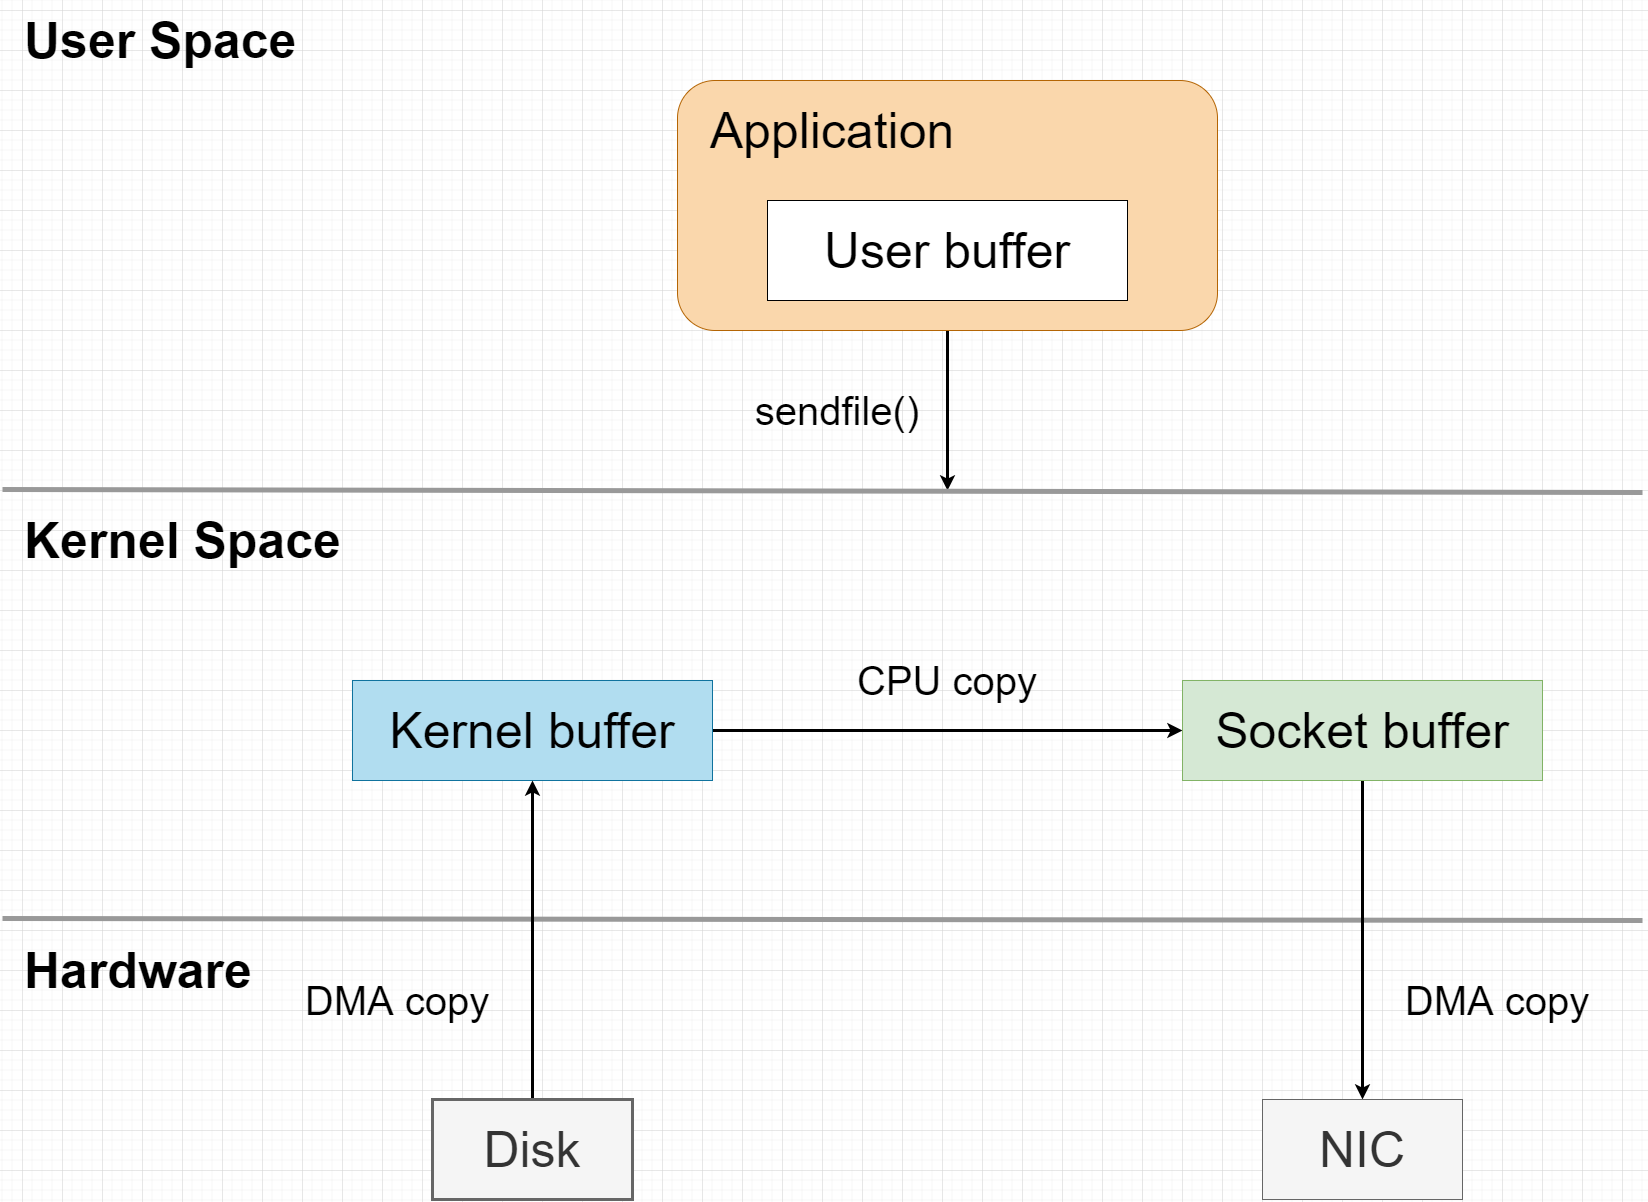 User Space
Application
User buffer
sendfile()
Kernel Space
CPU copy
Kernel buffer
Socket buffer
Hardware
DMA copy
DMA copy
Disk
NIC